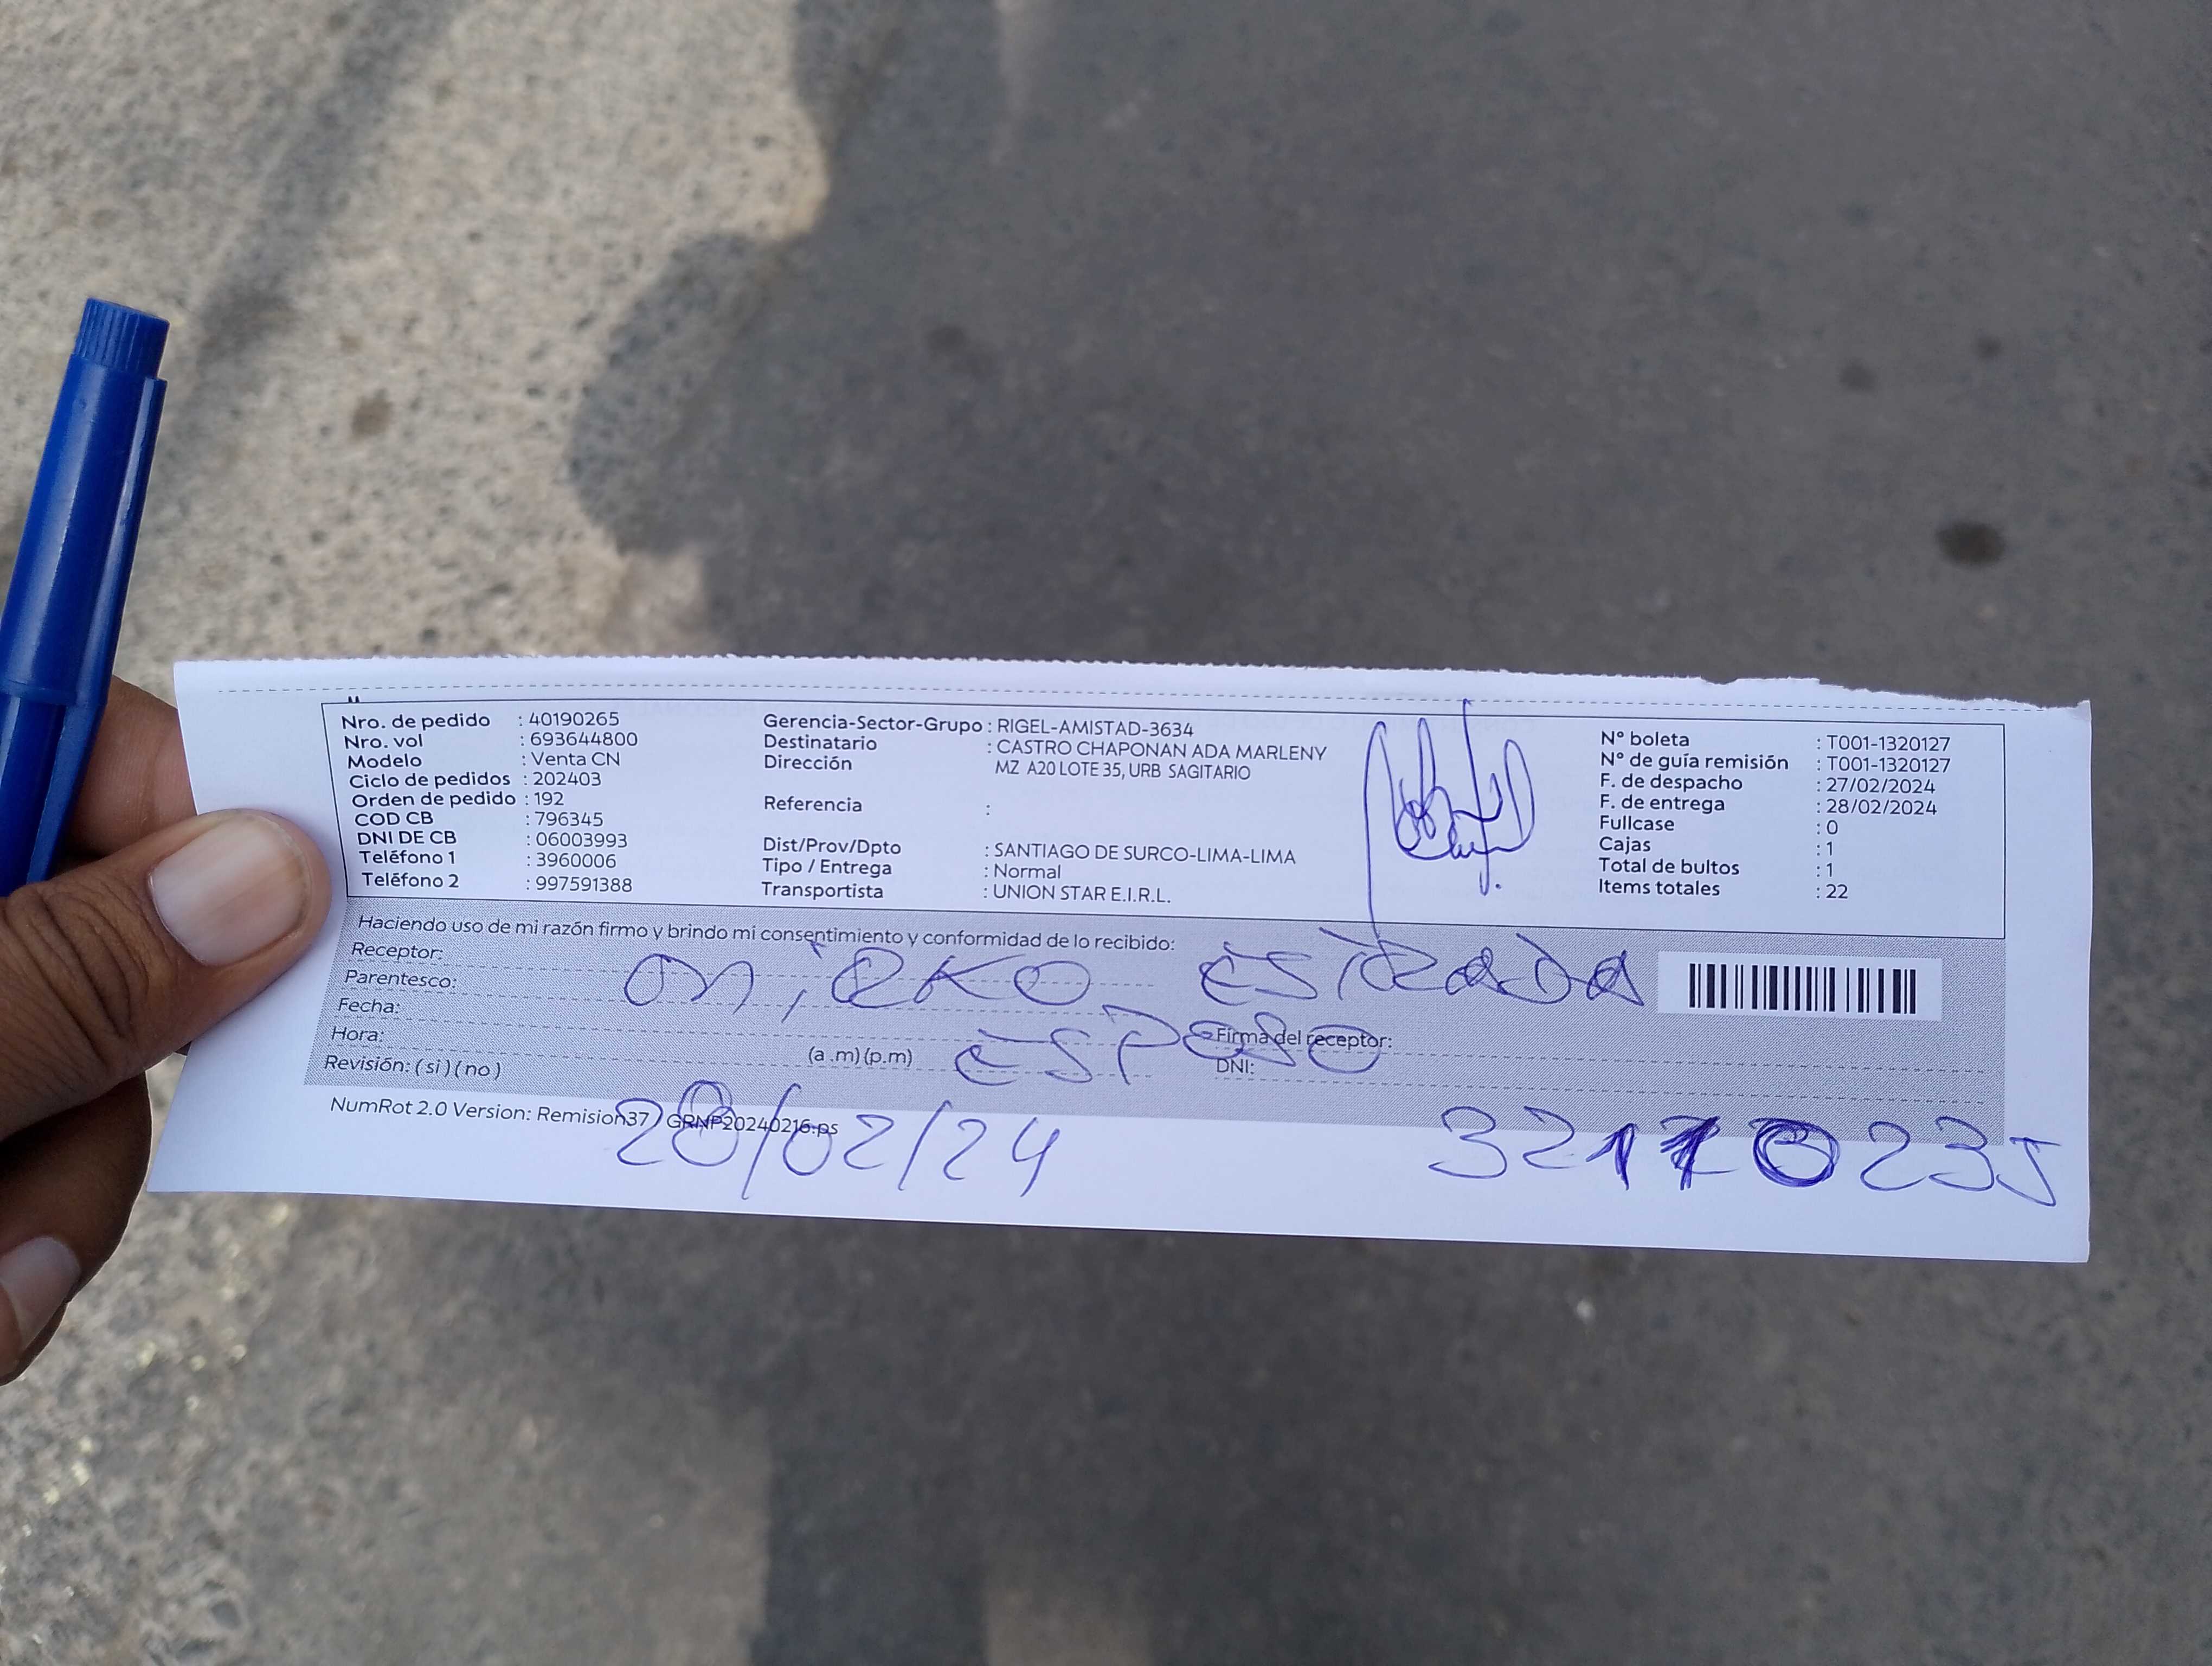 Nro. de pedido : 40190265
Nro. vol : 693644800
Modelo : Venta CN
Ciclo de pedidos : 202403
Orden de pedido : 192
COD CB : 796345
DNI DE CB : 06003993
Teléfono 1 : 3960006
Teléfono 2 : 997591388
Gerencia-Sector-Grupo : RIGEL-AMISTAD-3634
Destinatario : CASTRO CHAPONAN ADA MARLENY
Dirección MZ A20 LOTE 35, URB SAGITARIO
Referencia :
Dist/Prov/Dpto : SANTIAGO DE SURCO-LIMA-LIMA
Tipo / Entrega : Normal
Transportista : UNION STAR E.I.R.L.
N° boleta : T001-1320127
N° de guía remisión : T001-1320127
F. de despacho : 27/02/2024
F. de entrega : 28/02/2024
Fullcase : 0
Cajas : 1
Total de bultos : 1
Items totales : 22
Haciendo uso de mi razón firmo y brindo mi consentimiento y conformidad de lo recibido:
Receptor:
Parentesco:
Fecha:
Hora: (a .m) (p.m)
Revisión: ( si ) ( no )
Firma del receptor:
DNI:
ESTRADA
ESPOSO
NumRot 2.0 Version: Remision37 GRNP20240216.ps
28/02/24